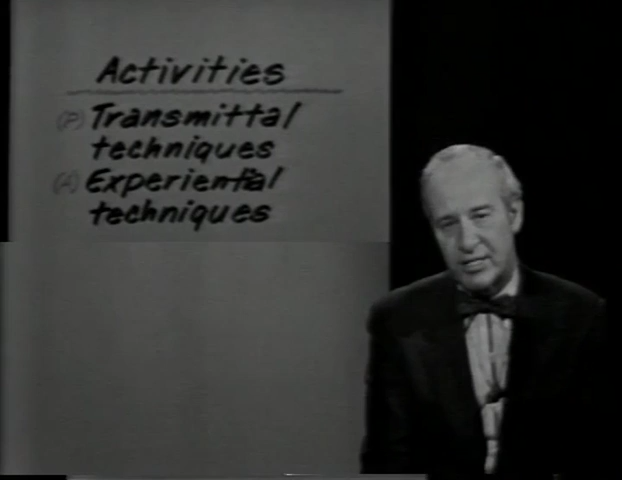 Activities
(P) Transmittal
techniques
(A) Experiential
techniques